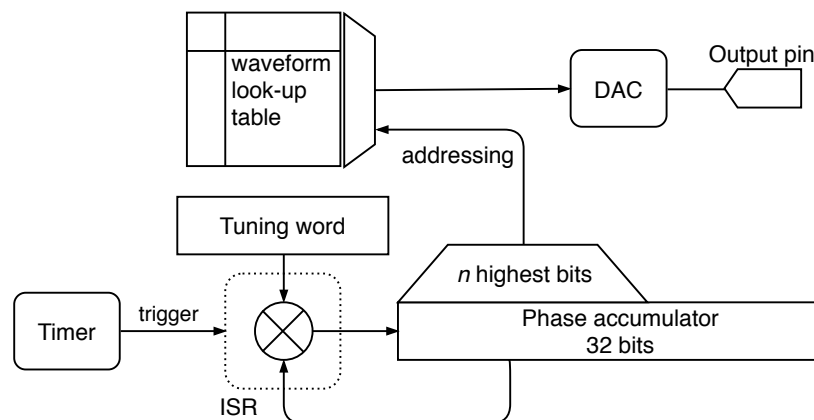 waveform
look-up
table
DAC
Output pin
addressing
Tuning word
n highest bits
Timer
trigger
Phase accumulator
32 bits
ISR